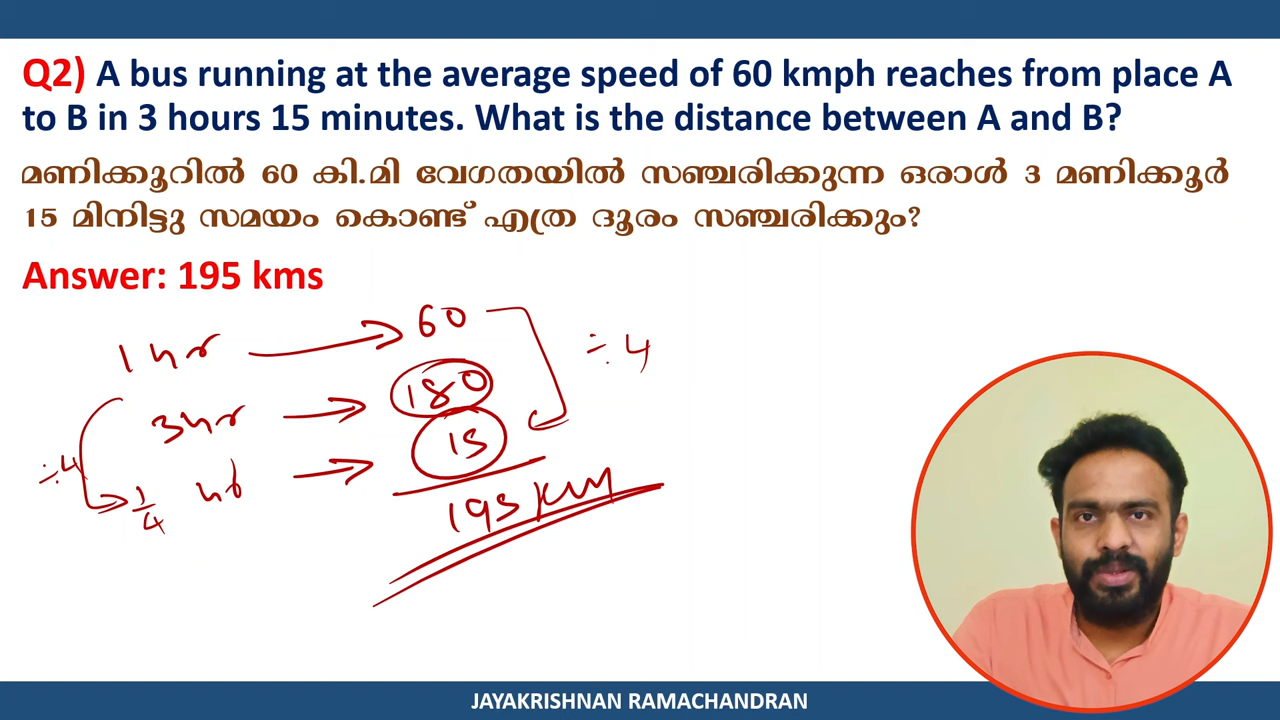 Q2) A bus running at the average speed of 60 kmph reaches from place A
to B in 3 hours 15 minutes. What is the distance between A and B?
മണിക്കൂറിൽ 60 കി.മി വേഗതയിൽ സഞ്ചരിക്കുന്ന ഒരാൾ 3 മണിക്കൂർ
15 മിനിട്ടു സമയം കൊണ്ട് എത്ര ദൂരം സഞ്ചരിക്കും?
Answer: 195 kms
1 hr → 60
÷4
3hr → 180
÷4
1/4 hr → 15
195 km
JAYAKRISHNAN RAMACHANDRAN